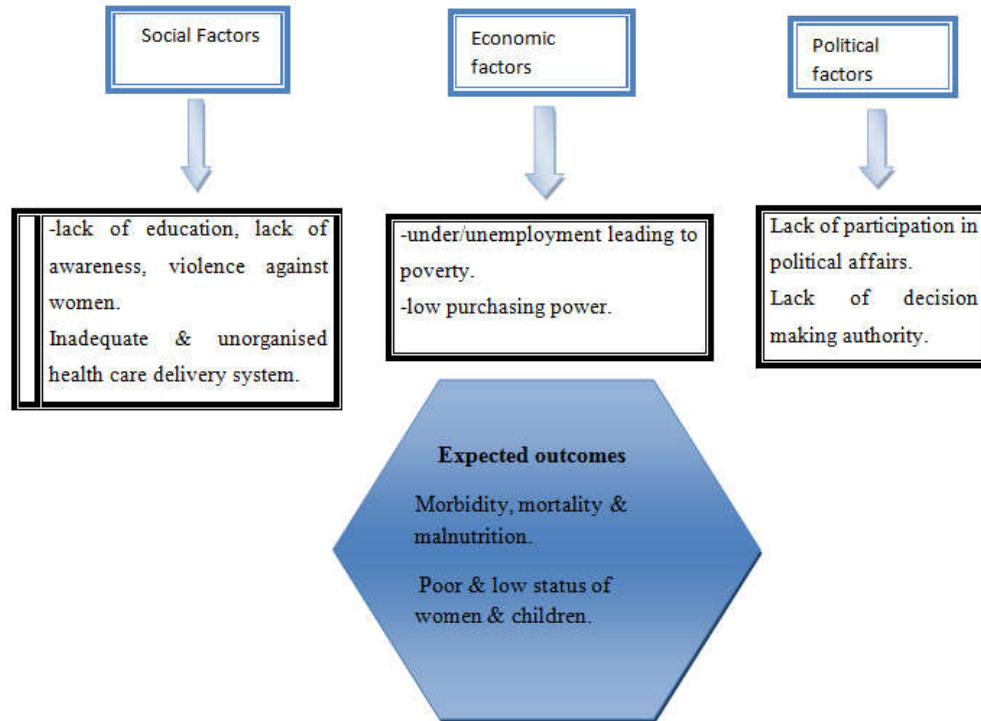 Social Factors
Economic
factors
Political
factors
-lack of education, lack of
awareness, violence against
women.
Inadequate & unorganised
health care delivery system.
-under/unemployment leading to
poverty.
-low purchasing power.
Lack of participation in
political affairs.
Lack of decision
making authority.
Expected outcomes
Morbidity, mortality &
malnutrition.
Poor & low status of
women & children.